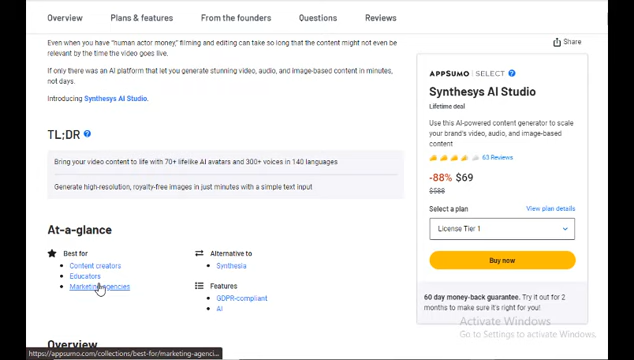 Overview
Plans & features
From the founders
Questions
Reviews
Even when you have "human actor money," filming and editing can take so long that the content might not even be
relevant by the time the video goes live.
If only there was an AI platform that let you generate stunning video, audio, and image-based content in minutes,
not days.
Introducing Synthesys AI Studio.
TL;DR ?
Bring your video content to life with 70+ lifelike AI avatars and 300+ voices in 140 languages
Generate high-resolution, royalty-free images in just minutes with a simple text input
At-a-glance
Best for
Content creators
Educators
Marketing agencies
Alternative to
Synthesia
Features
GDPR-compliant
AI
Overview
Share
APPSUMO | SELECT ?
Synthesys AI Studio
Lifetime deal
Use this AI-powered content generator to scale
your brand's video, audio, and image-based
content
63 Reviews
-88% $69
$588
Select a plan
View plan details
License Tier 1
Buy now
60 day money-back guarantee. Try it out for 2
months to make sure it's right for you!
Activate Windows
Go to Settings to activate Windows.
https://appsumo.com/collections/best-for/marketing-agenci...